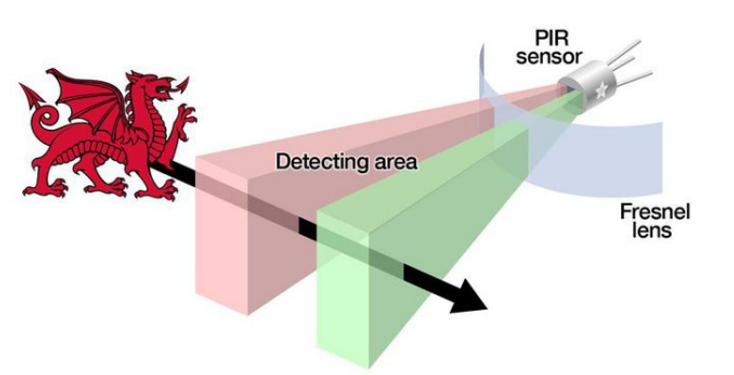 PIR
sensor
Detecting area
Fresnel
lens